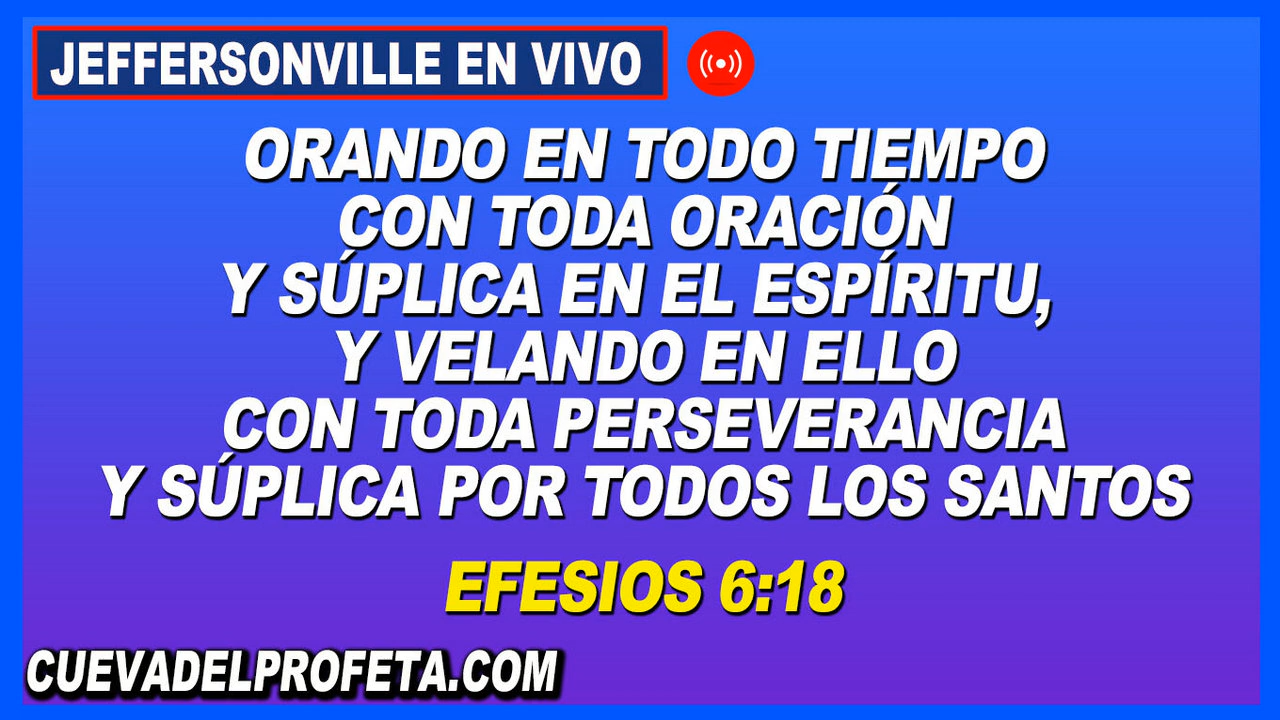 JEFFERSONVILLE EN VIVO
ORANDO EN TODO TIEMPO
CON TODA ORACIÓN
Y SÚPLICA EN EL ESPÍRITU,
Y VELANDO EN ELLO
CON TODA PERSEVERANCIA
Y SÚPLICA POR TODOS LOS SANTOS
EFESIOS 6:18
CUEVADELPROFETA.COM